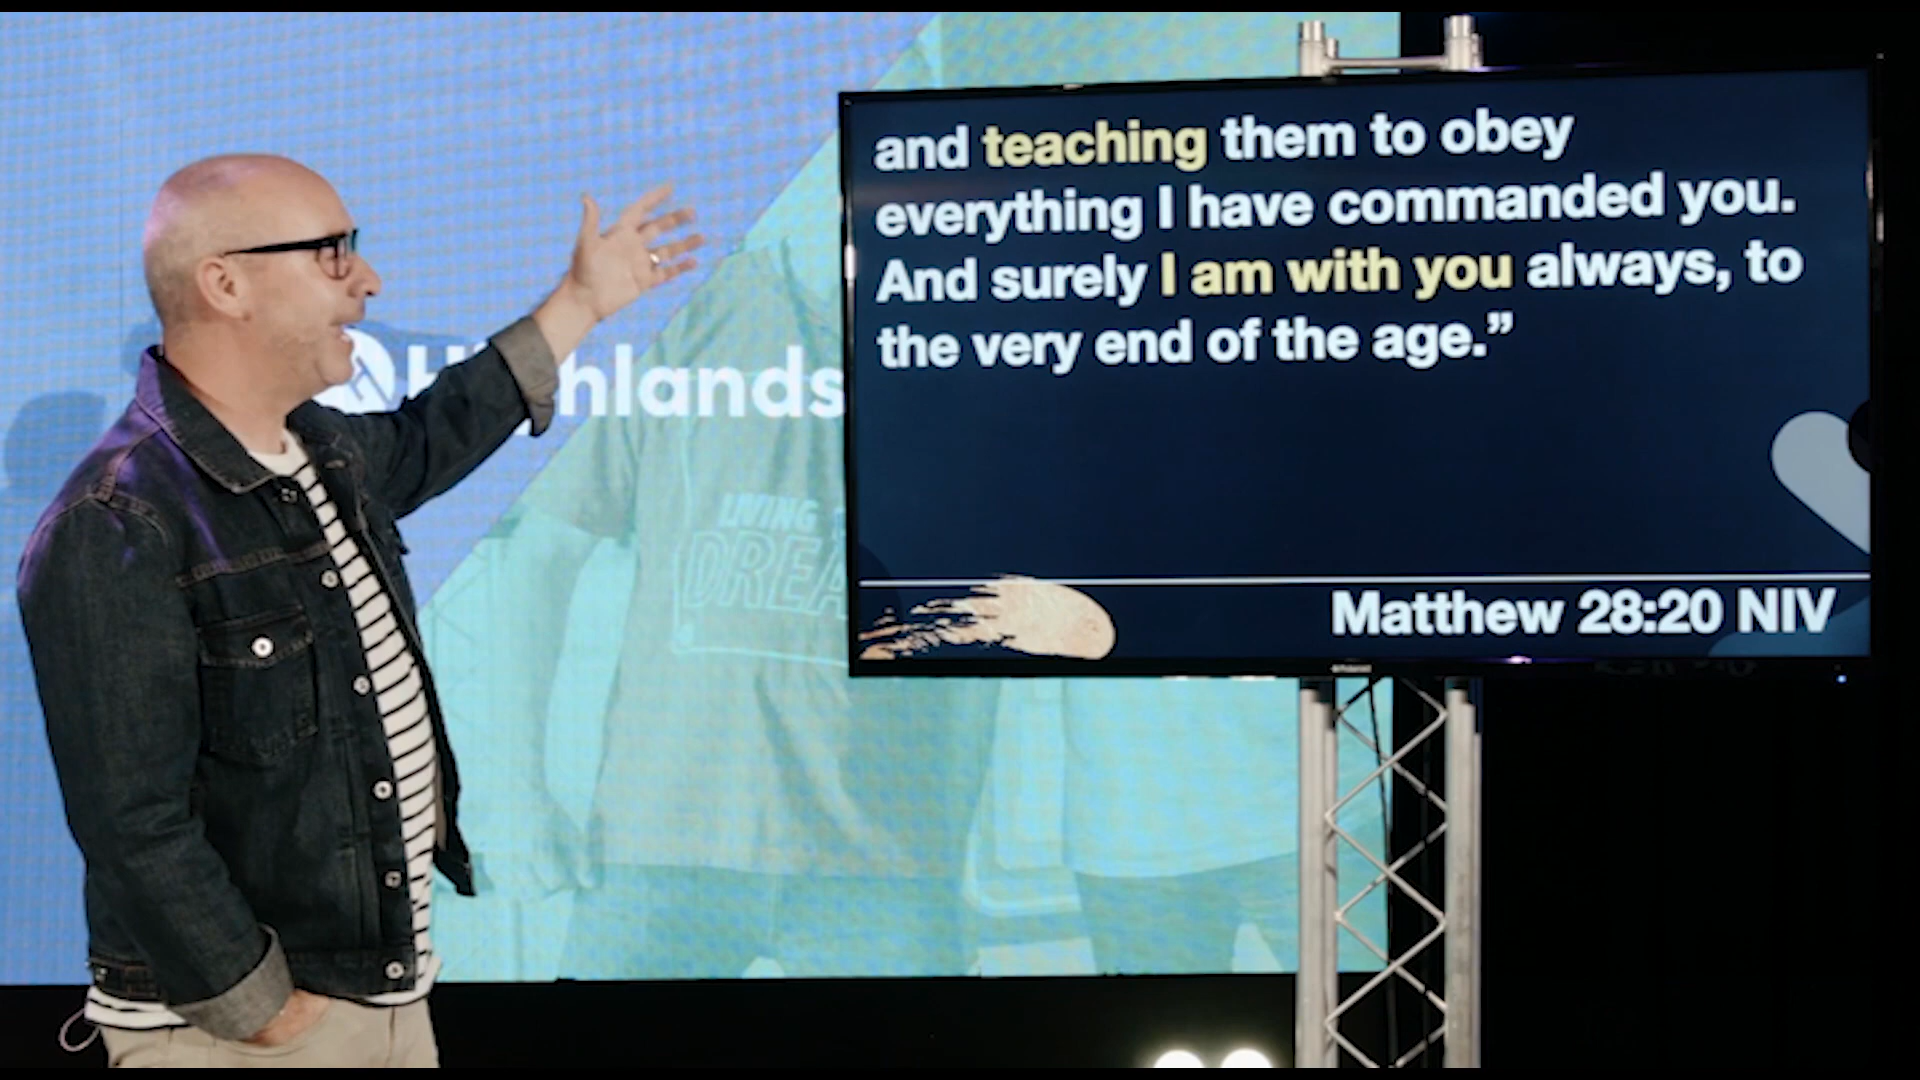 and teaching them to obey
everything I have commanded you.
And surely I am with you always, to
the very end of the age.”
Matthew 28:20 NIV
hlands
LIVING
DREA